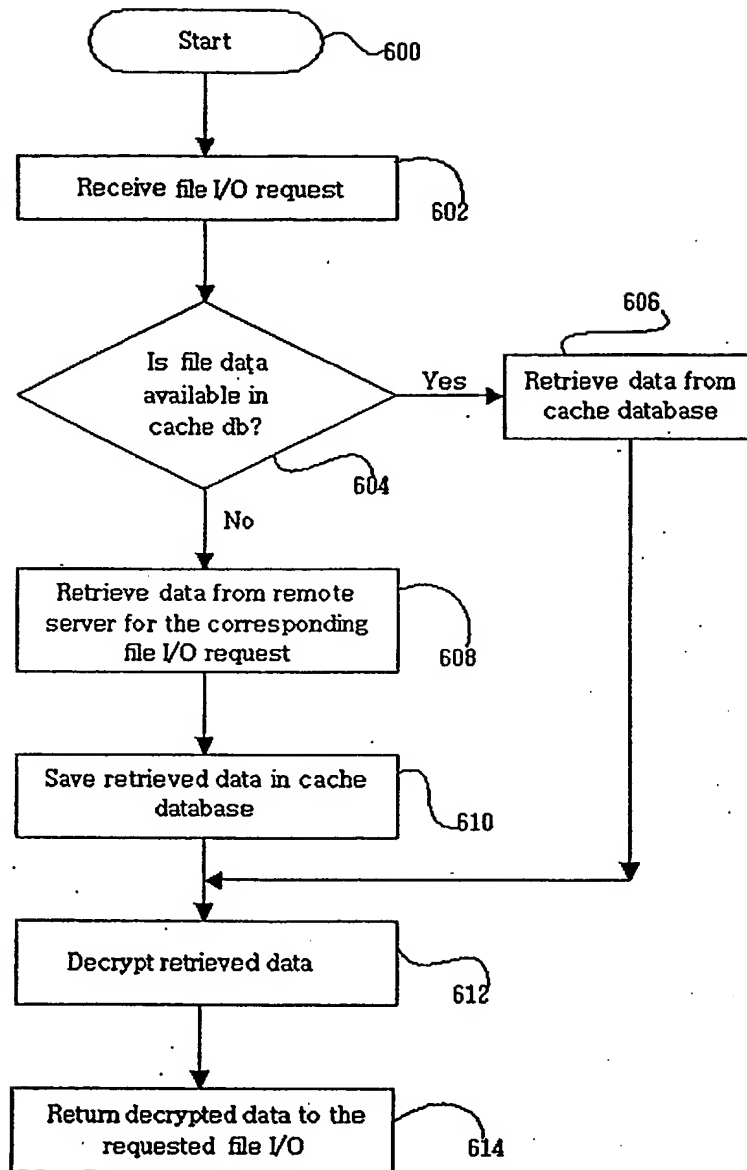 Start
600
Receive file I/O request
602
Is file data
available in
cache db?
604
Yes
606
Retrieve data from
cache database
No
Retrieve data from remote
server for the corresponding
file I/O request
608
Save retrieved data in cache
database
610
Decrypt retrieved data
612
Return decrypted data to the
requested file I/O
614